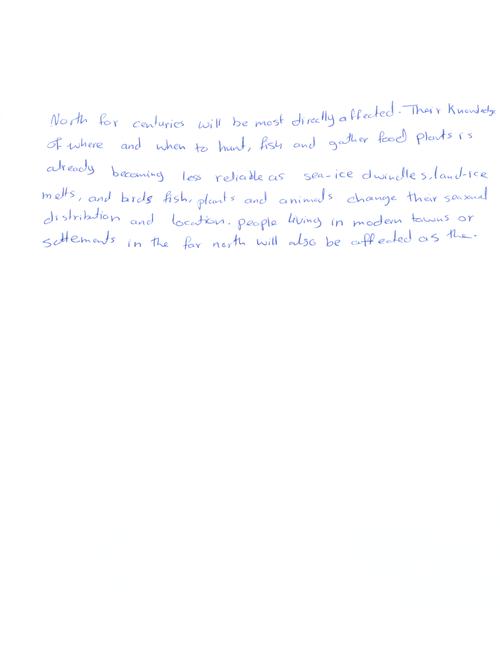 North for centuries will be most directly affected. Their Knowledge
of where and when to hunt, fish and gather food plants is
already becoming less reliable as sea-ice dwindles, land-ice
melts, and birds fish, plants and animals change their seasonal
distribution and location. people living in modern towns or
settlements in the far north will also be affected as the.